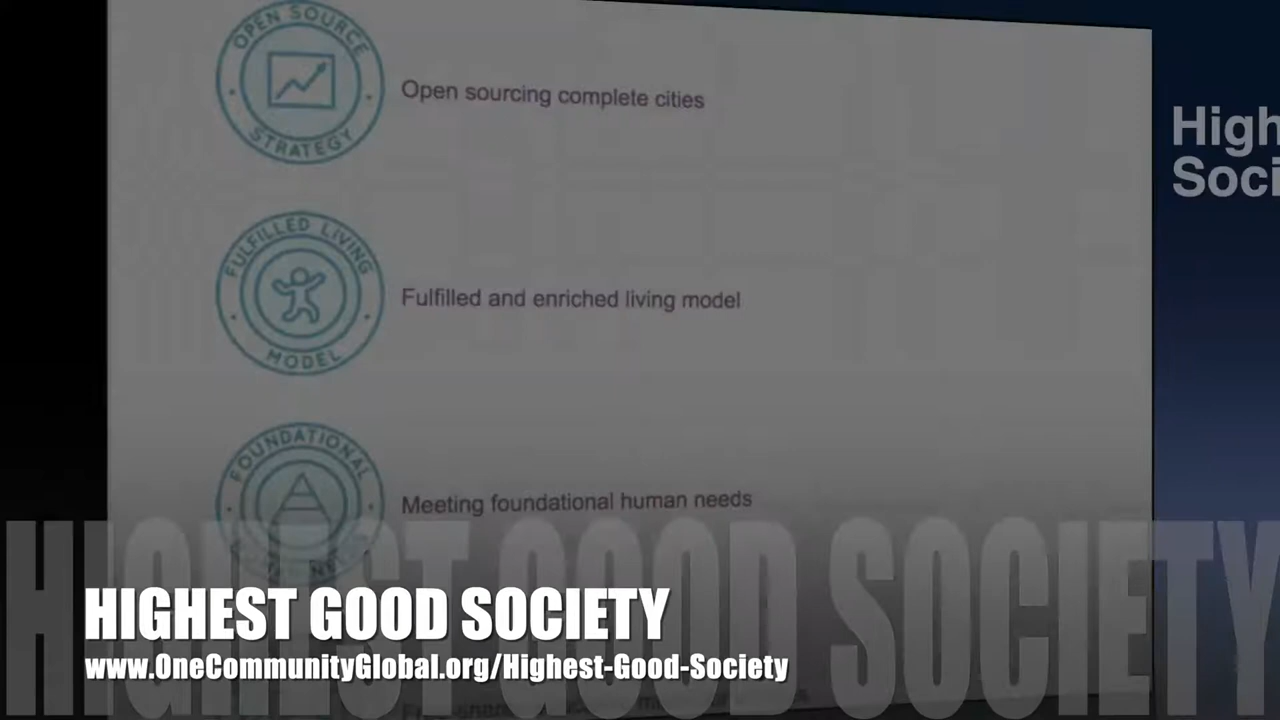 OPEN SOURCE
STRATEGY
Open sourcing complete cities
High
Soci
FULFILLED LIVING
MODEL
Fulfilled and enriched living model
FOUNDATIONAL
Meeting foundational human needs
HIGHEST GOOD SOCIETY
HIGHEST GOOD SOCIETY
www.OneCommunityGlobal.org/Highest-Good-Society